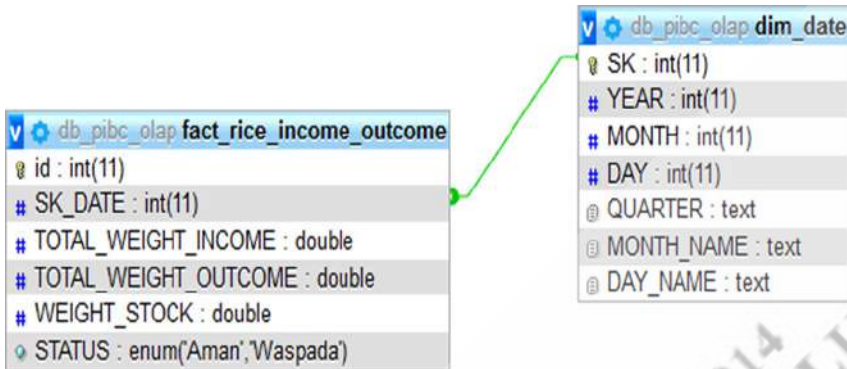 db_pibc_olap dim_date
SK : int(11)
YEAR : int(11)
MONTH : int(11)
DAY : int(11)
QUARTER : text
MONTH_NAME : text
DAY_NAME : text
db_pibc_olap fact_rice_income_outcome
id : int(11)
SK_DATE : int(11)
TOTAL_WEIGHT_INCOME : double
TOTAL_WEIGHT_OUTCOME : double
WEIGHT_STOCK : double
STATUS : enum('Aman','Waspada')